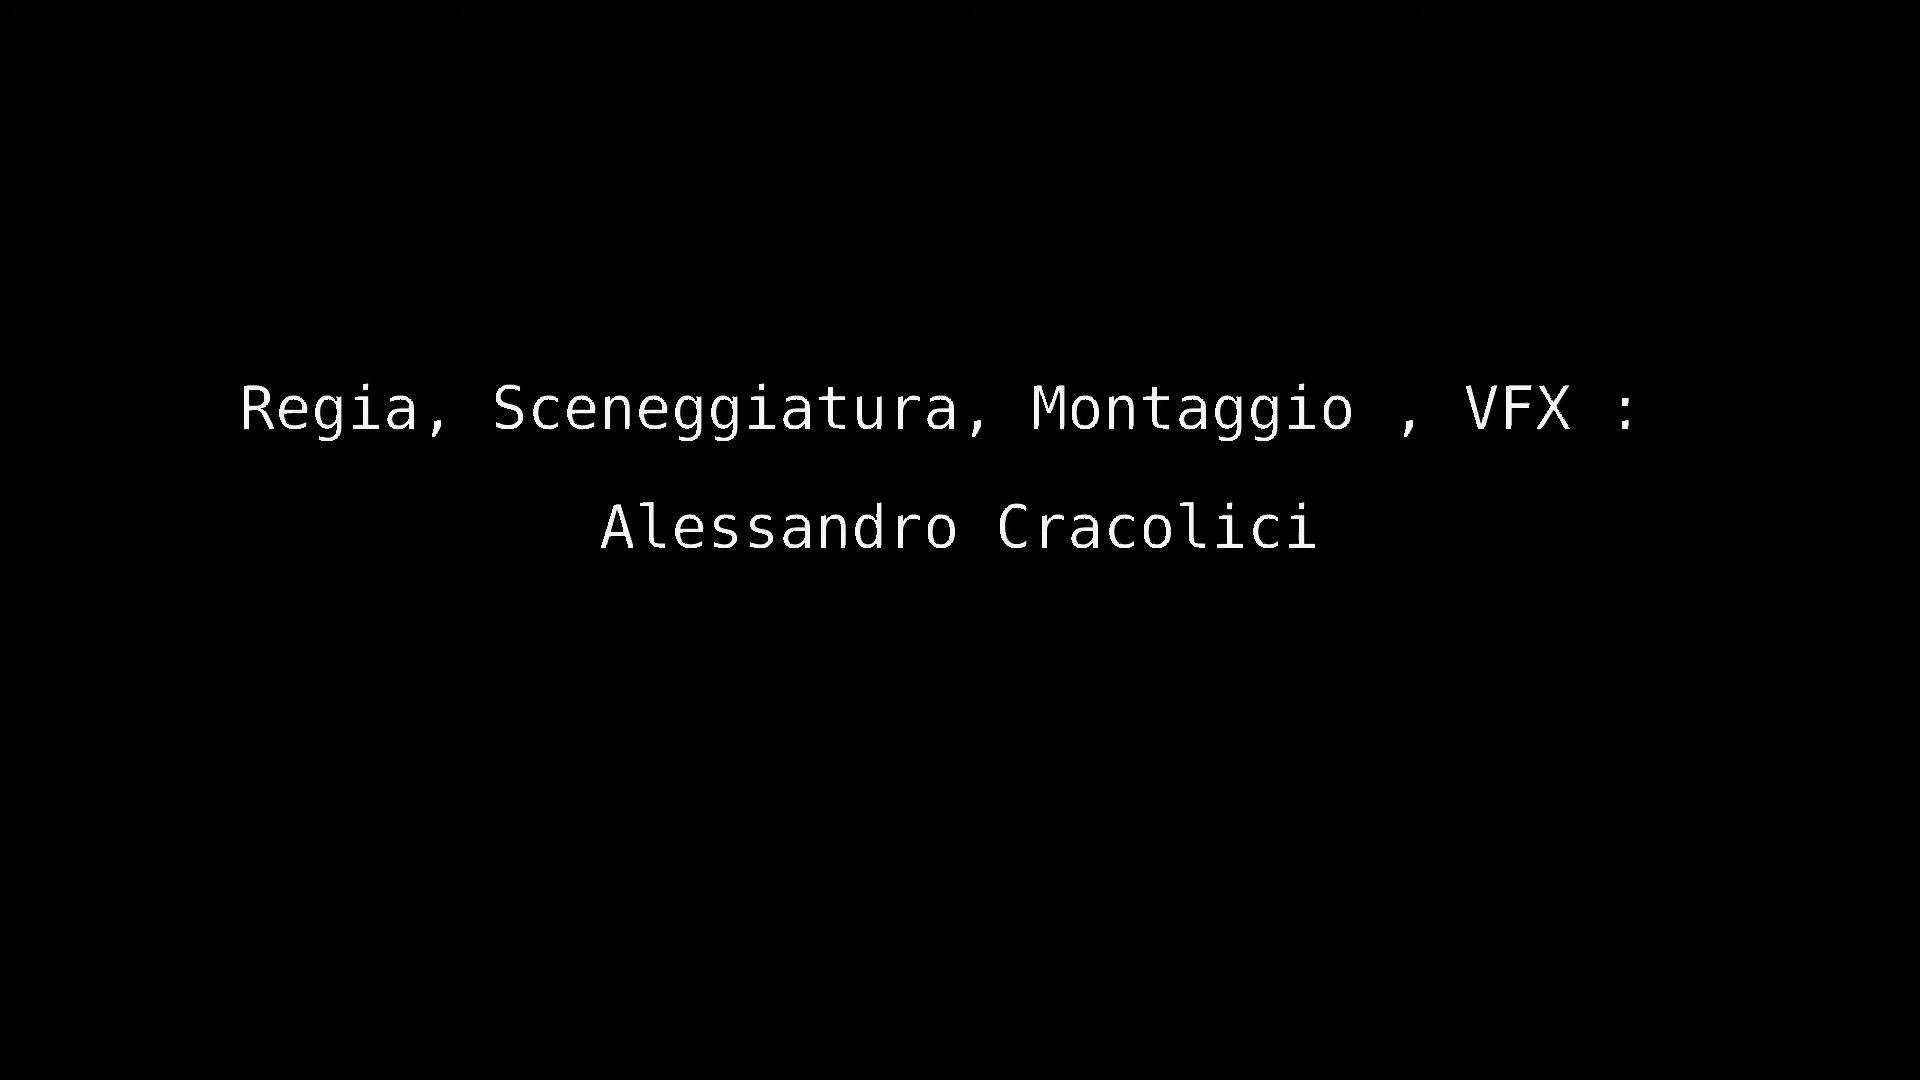 Regia, Sceneggiatura, Montaggio , VFX :
Alessandro Cracolici